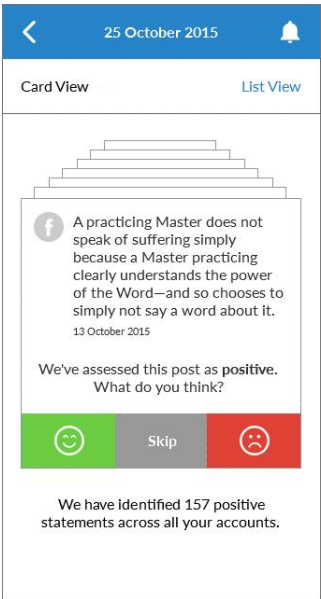 25 October 2015
Card View
List View
f
A practicing Master does not
speak of suffering simply
because a Master practicing
clearly understands the power
of the Word—and so chooses to
simply not say a word about it.
13 October 2015
We've assessed this post as positive.
What do you think?
Skip
We have identified 157 positive
statements across all your accounts.